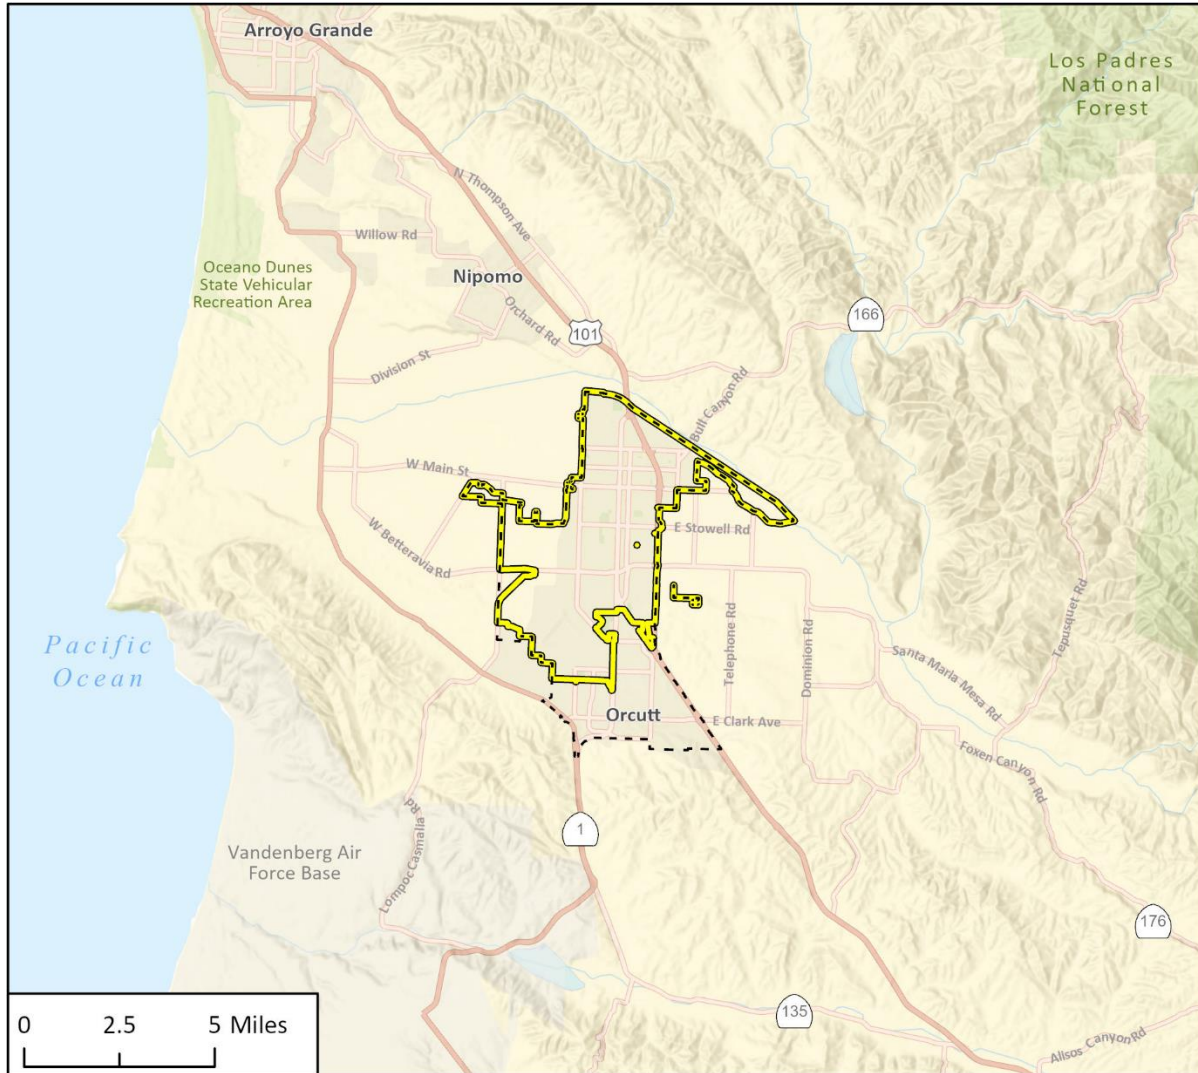 Arroyo Grande
Los Padres
National
Forest
N Thompson Ave
Willow Rd
Oceano Dunes
State Vehicular
Recreation Area
Nipomo
Orchard Rd
166
101
Division St
Bull Canyon Rd
W Main St
E Stowell Rd
W Betteravia Rd
Telephone Rd
Dominion Rd
Tepusquet Rd
Santa Maria Mesa Rd
Pacific
Ocean
Orcutt
E Clark Ave
Foxen Canyon Rd
Lompoc Casmalia Rd
1
Vandenberg Air
Force Base
176
135
Alisos Canyon Rd
0 2.5 5 Miles